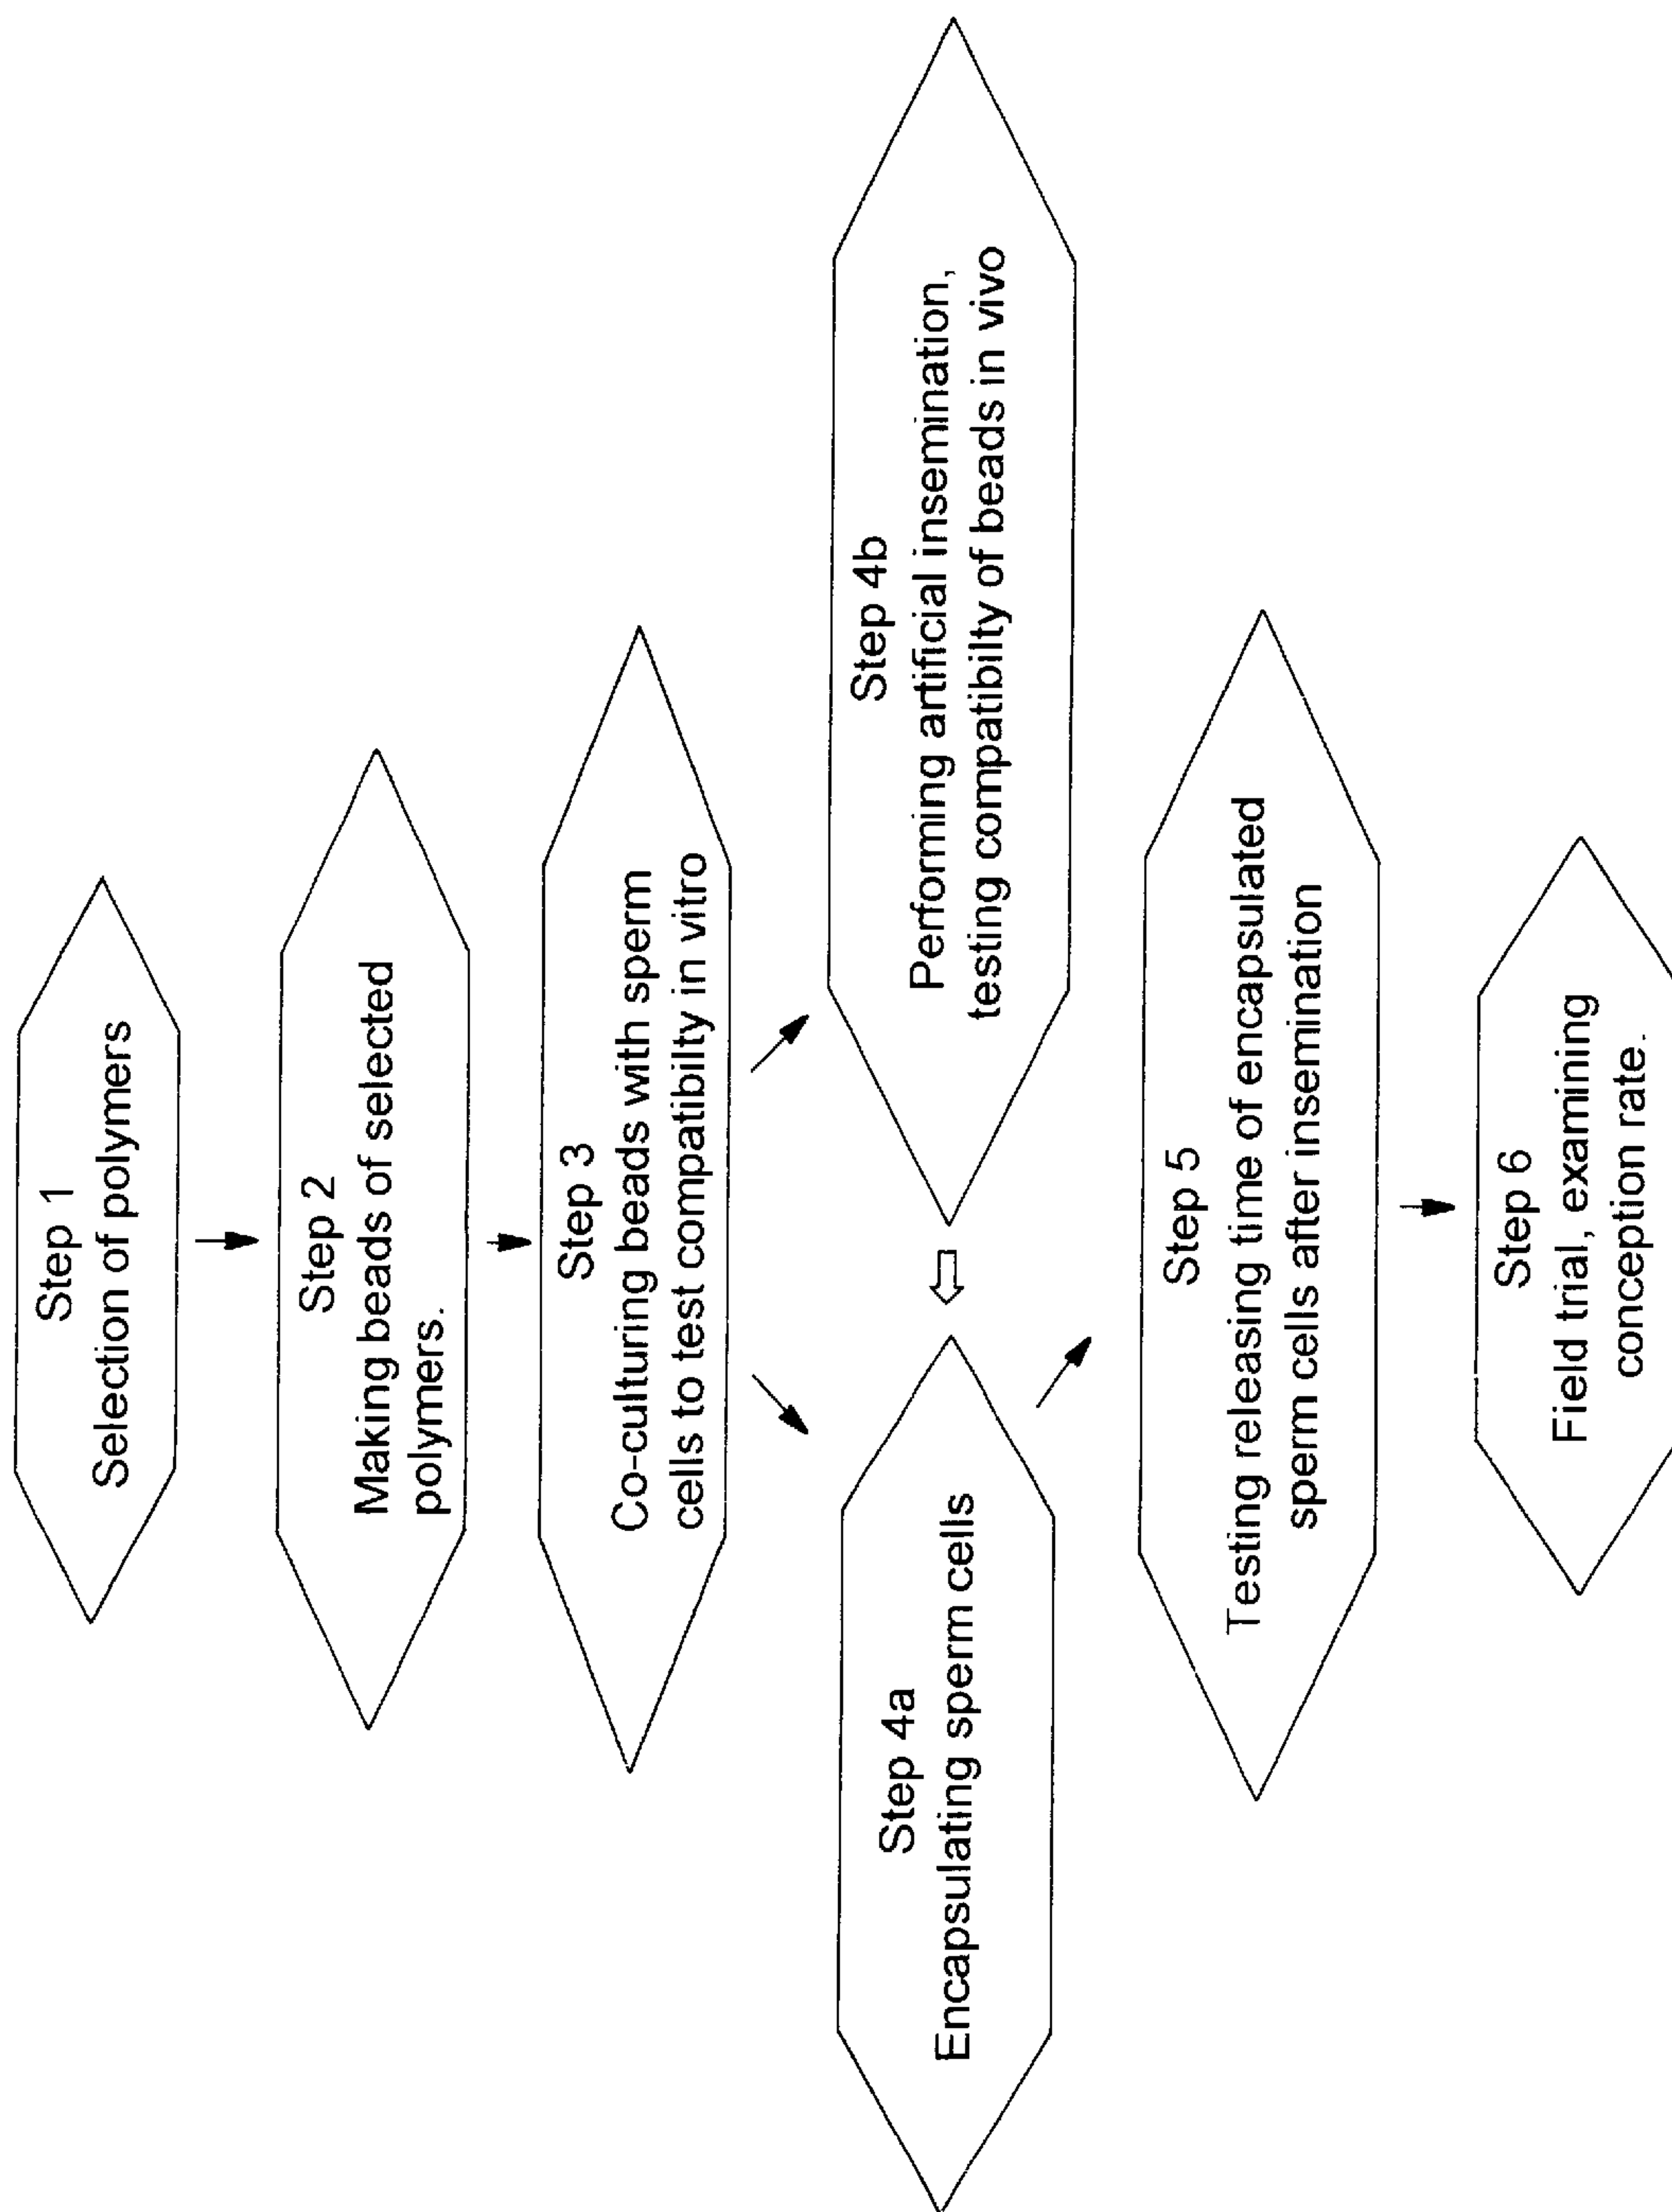 Step 1
Selection of polymers
Step 2
Making beads of selected
polymers.
Step 3
Co-culturing beads with sperm
cells to test compatibilty in vitro
Step 4a
Encapsulating sperm cells
Step 4b
Performing artificial insemination,
testing compatibilty of beads in vivo
Step 5
Testing releasing time of encapsulated
sperm cells after insemination
Step 6
Field trial, examining
conception rate.